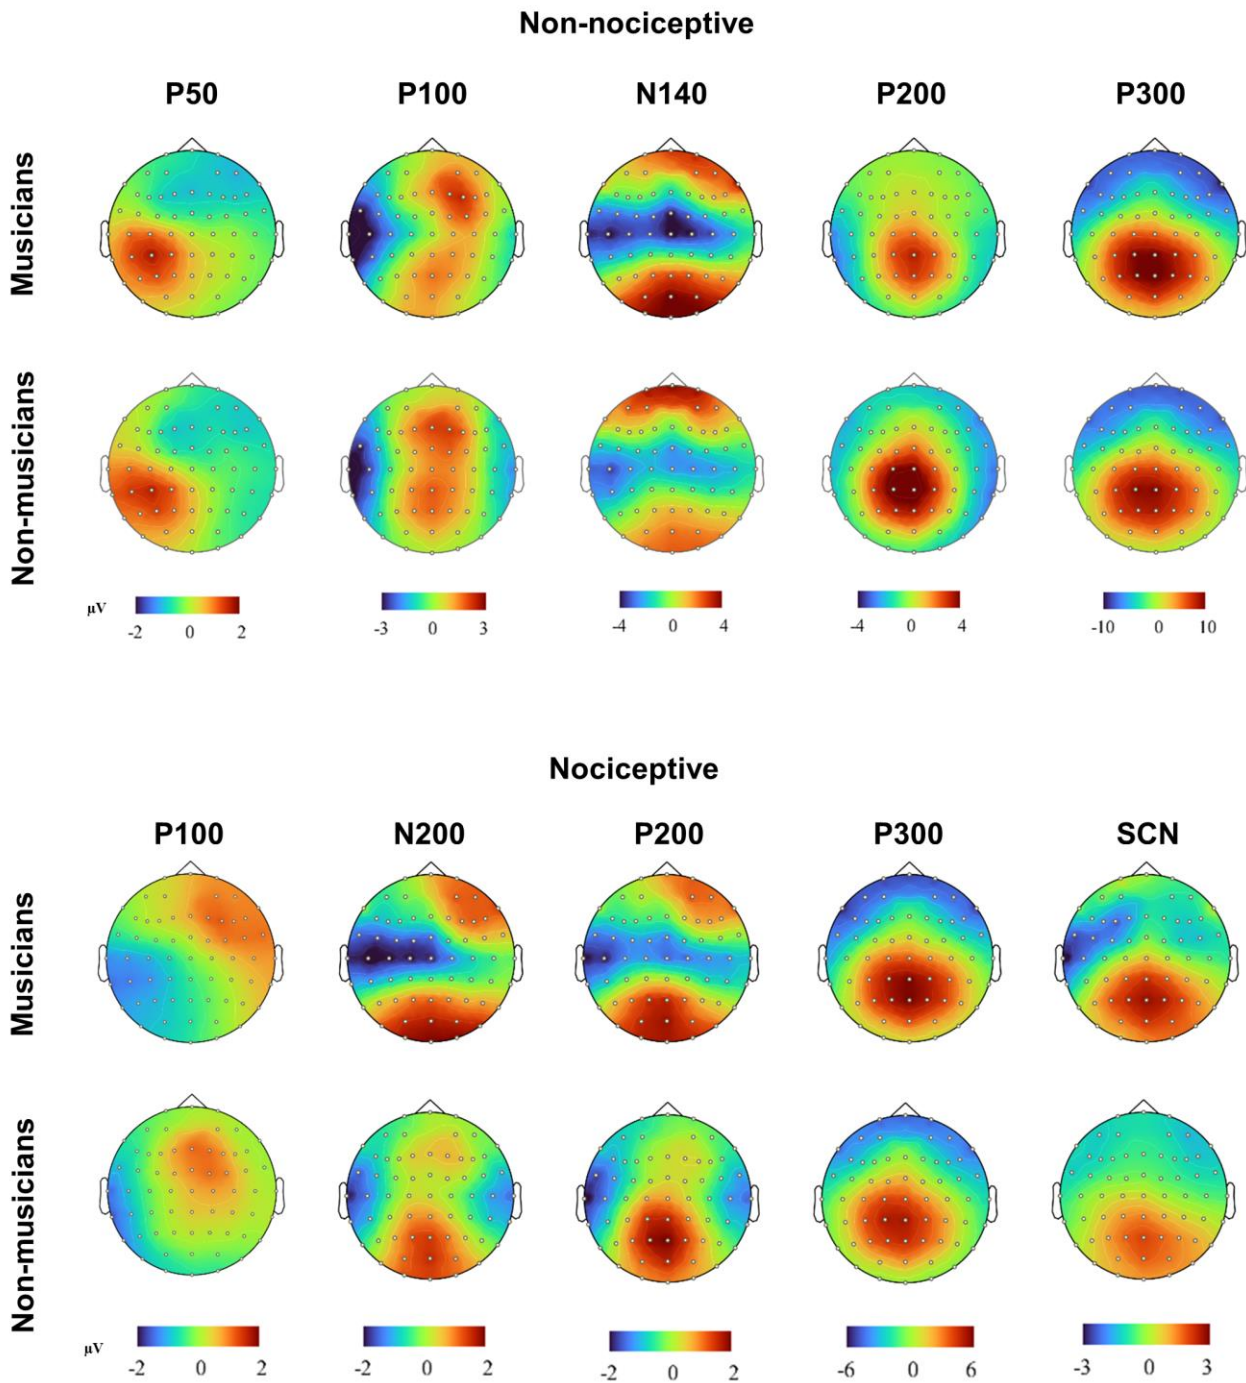 Non-nociceptive
P50 P100 N140 P200 P300
Musicians
Non-musicians
µV
-2 0 2 -3 0 3 -4 0 4 -4 0 4 -10 0 10
Nociceptive
P100 N200 P200 P300 SCN
Musicians
Non-musicians
µV
-2 0 2 -2 0 2 -2 0 2 -6 0 6 -3 0 3